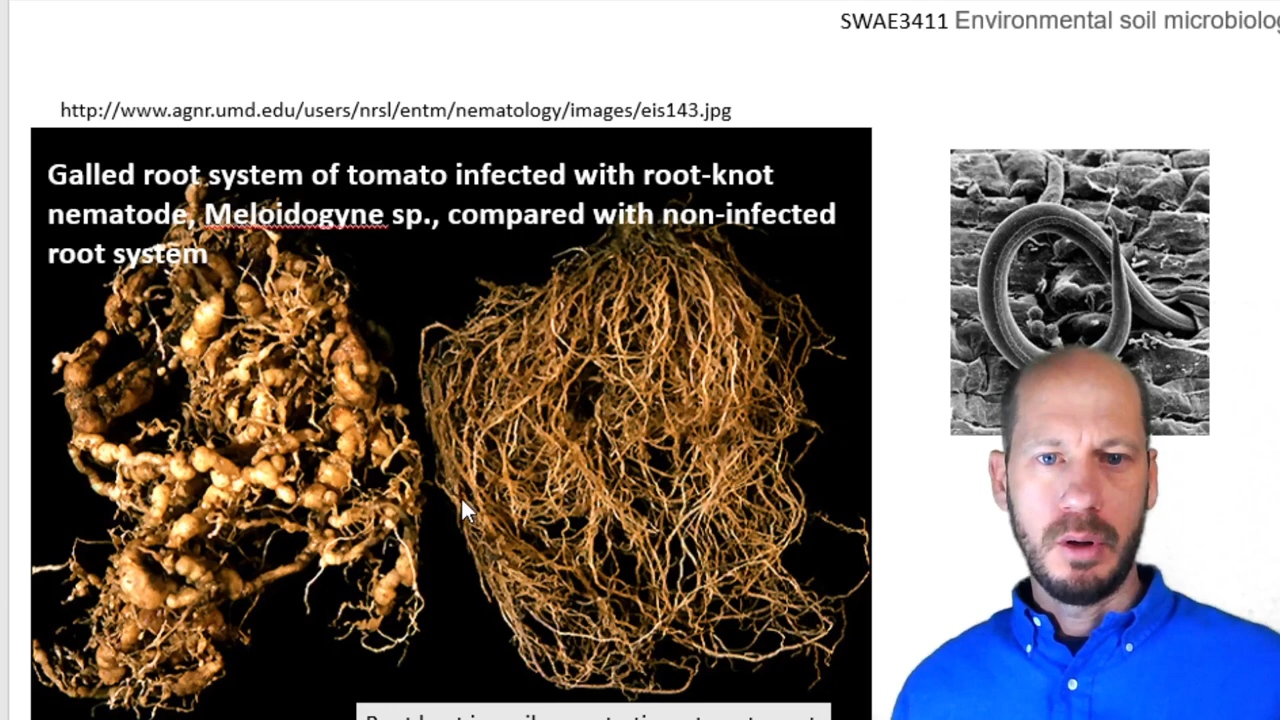 SWAE3411 Environmental soil microbiolog
http://www.agnr.umd.edu/users/nrsl/entm/nematology/images/eis143.jpg
Galled root system of tomato infected with root-knot
nematode, Meloidogyne sp., compared with non-infected
root system